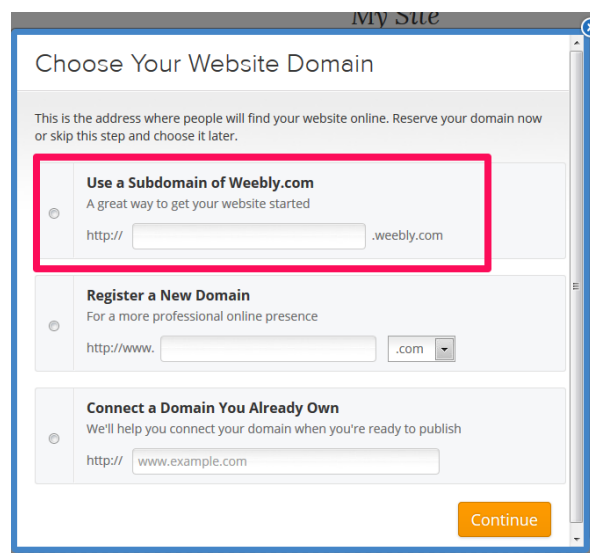 My Site
Choose Your Website Domain
This is the address where people will find your website online. Reserve your domain now
or skip this step and choose it later.
Use a Subdomain of Weebly.com
A great way to get your website started
http://
.weebly.com
Register a New Domain
For a more professional online presence
http://www.
.com
Connect a Domain You Already Own
We'll help you connect your domain when you're ready to publish
http:// www.example.com
Continue